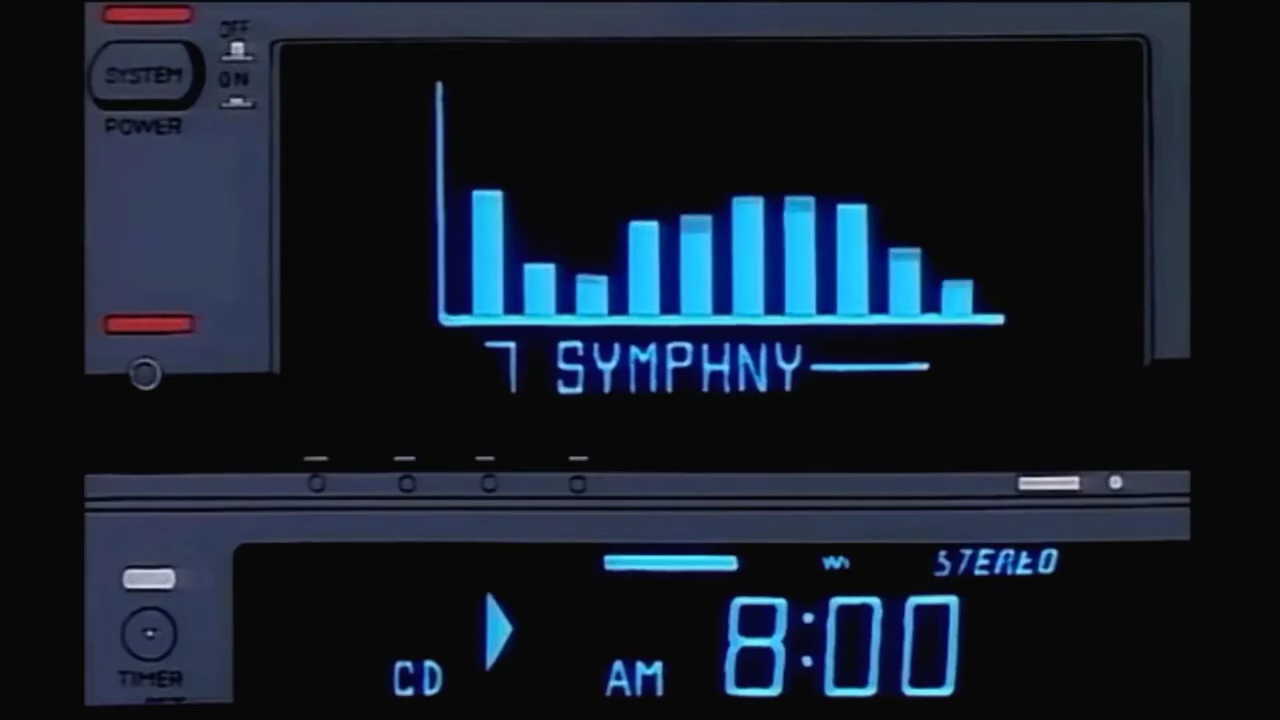 OFF
SYSTEM
ON
POWER
7 SYMPHNY
STEREO
CD
AM 8:00
TIMER